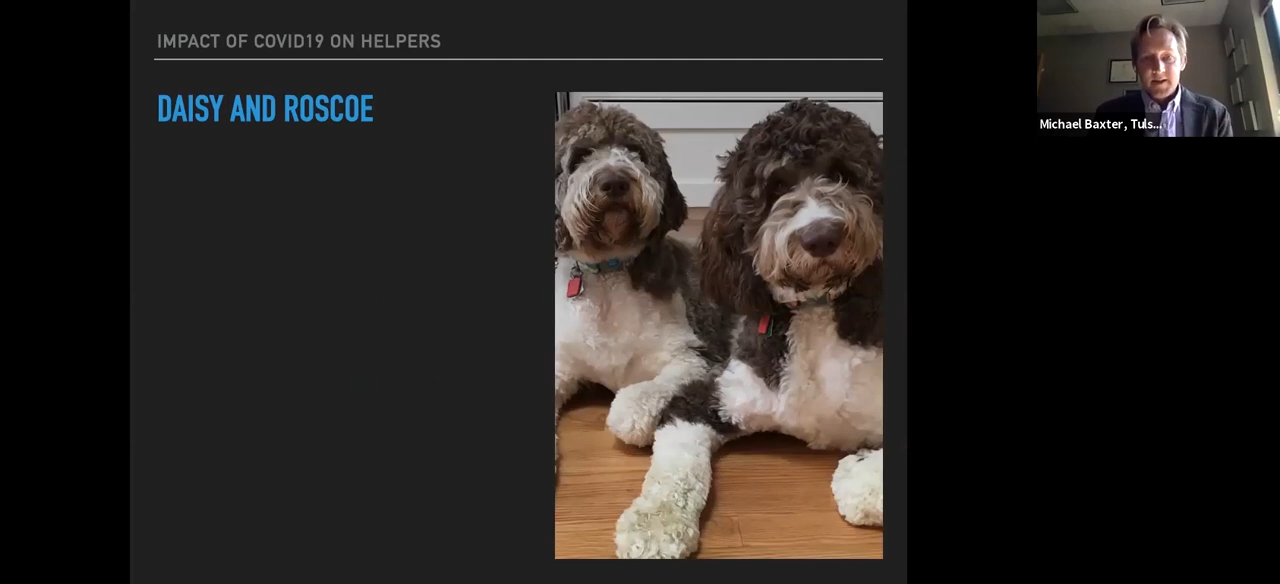 IMPACT OF COVID19 ON HELPERS
DAISY AND ROSCOE
Michael Baxter, Tuls...